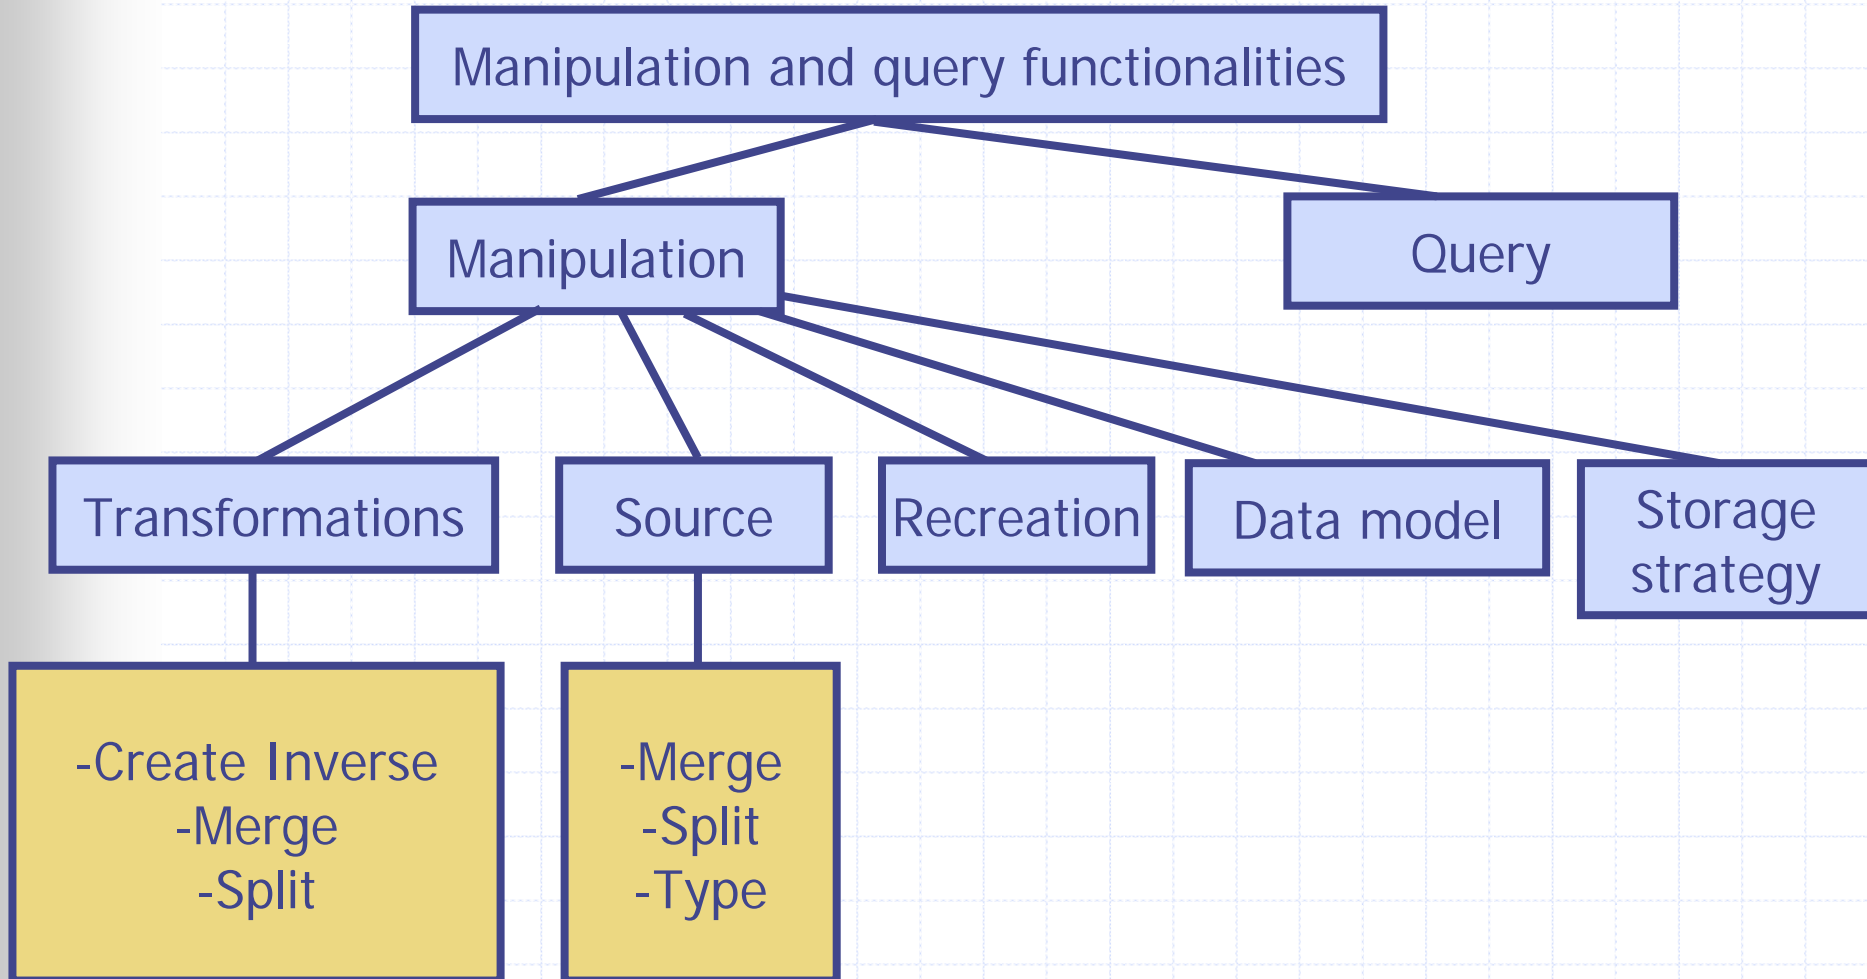 Manipulation and query functionalities
Manipulation
Query
Transformations
Source
Recreation
Data model
Storage
strategy
-Create Inverse
-Merge
-Split
-Merge
-Split
-Type